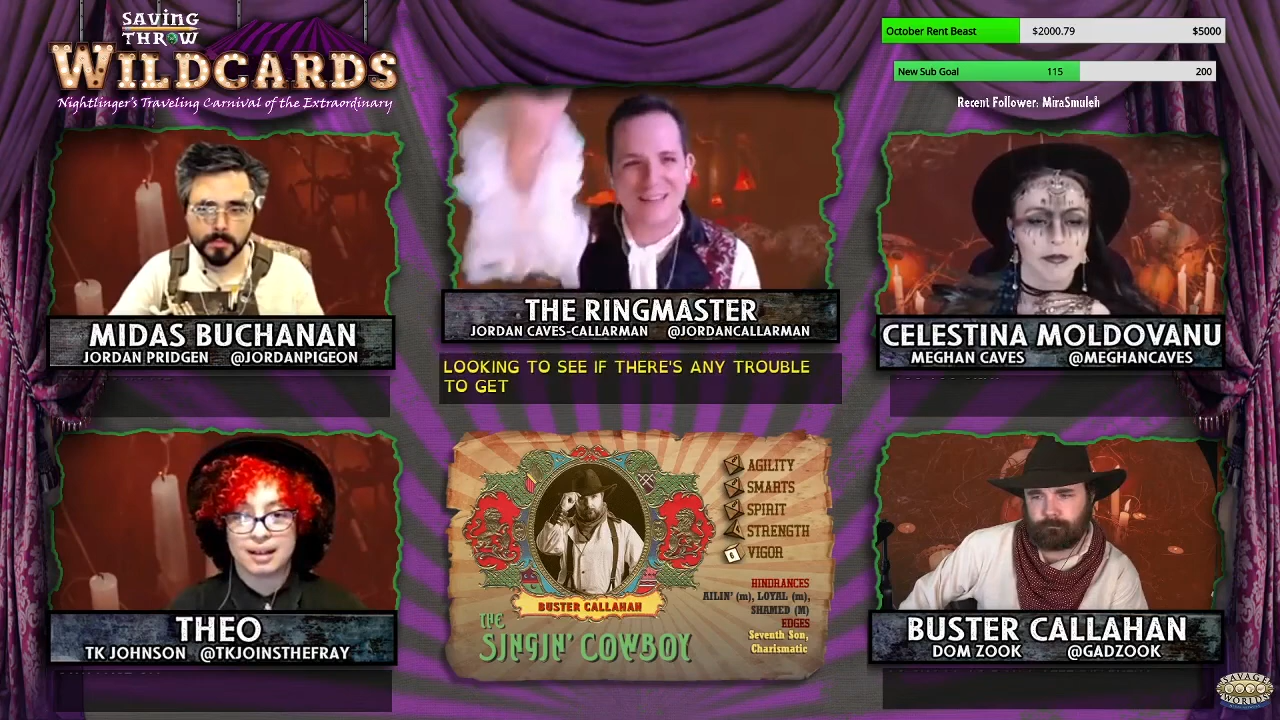 SAVING
THROW
WILDCARDS
Nightlinger's Traveling Carnival of the Extraordinary
October Rent Beast $2000.79 $5000
New Sub Goal 115 200
Recent Follower: MiraSmuleh
THE RINGMASTER
JORDAN CAVES-CALLARMAN @JORDANCALLARMAN
MIDAS BUCHANAN
JORDAN PRIDGEN @JORDANPIGEON
CELESTINA MOLDOVANU
MEGHAN CAVES @MEGHANCAVES
LOOKING TO SEE IF THERE'S ANY TROUBLE
TO GET
AGILITY
SMARTS
SPIRIT
STRENGTH
VIGOR
HINDRANCES
AILIN' (m), LOYAL (m),
SHAMED (M)
EDGES
Seventh Son,
Charismatic
BUSTER CALLAHAN
THE
SINGIN' COWBOY
THEO
TK JOHNSON @TKJOINSTHEFRAY
BUSTER CALLAHAN
DOM ZOOK @GADZOOK
SAVAGE
WORLDS